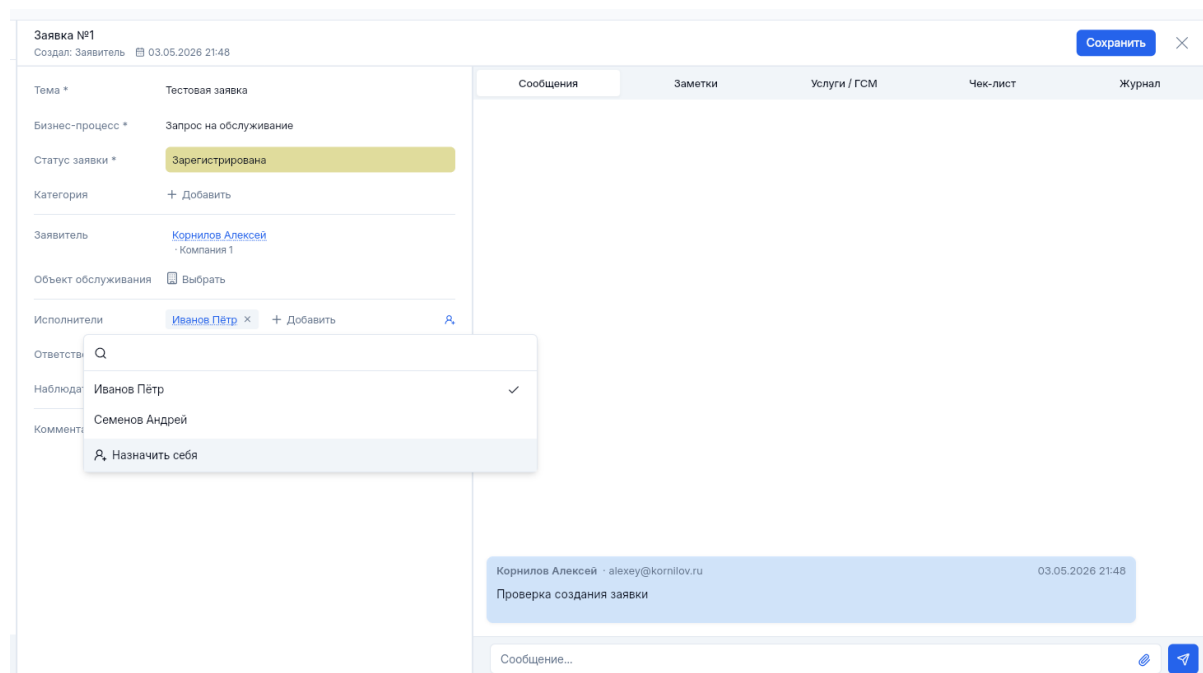 Заявка №1
Создал: Заявитель 03.05.2026 21:48
Сохранить
Тема * Тестовая заявка
Бизнес-процесс * Запрос на обслуживание
Статус заявки * Зарегистрирована
Категория + Добавить
Заявитель Корнилов Алексей
· Компания 1
Объект обслуживания Выбрать
Исполнители Иванов Пётр × + Добавить
Ответств
Наблюдат
Коммента
Иванов Пётр
Семенов Андрей
Назначить себя
Сообщения Заметки Услуги / ГСМ Чек-лист Журнал
Корнилов Алексей · alexey@kornilov.ru 03.05.2026 21:48
Проверка создания заявки
Сообщение...